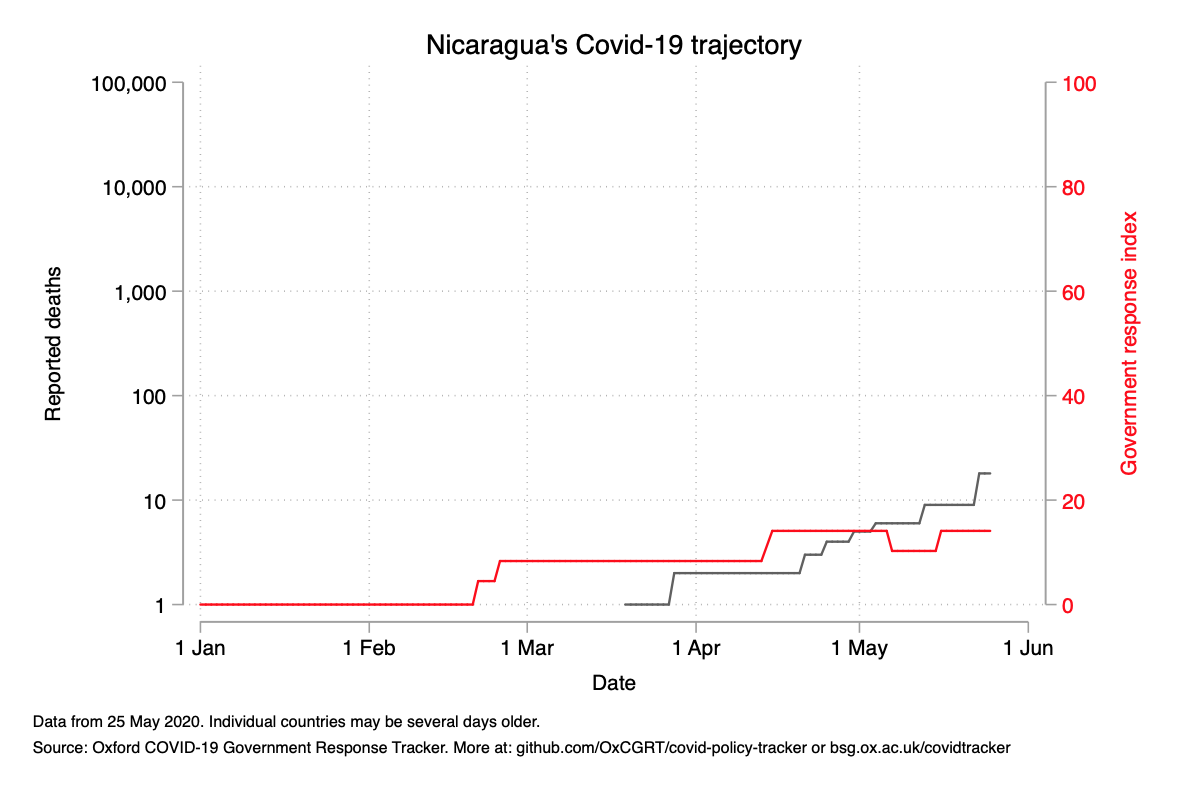 Nicaragua's Covid-19 trajectory
100,000
10,000
1,000
100
10
1
Reported deaths
100
80
60
40
20
0
Government response index
1 Jan
1 Feb
1 Mar
1 Apr
1 May
1 Jun
Date
Data from 25 May 2020. Individual countries may be several days older.
Source: Oxford COVID-19 Government Response Tracker. More at: github.com/OxCGRT/covid-policy-tracker or bsg.ox.ac.uk/covidtracker